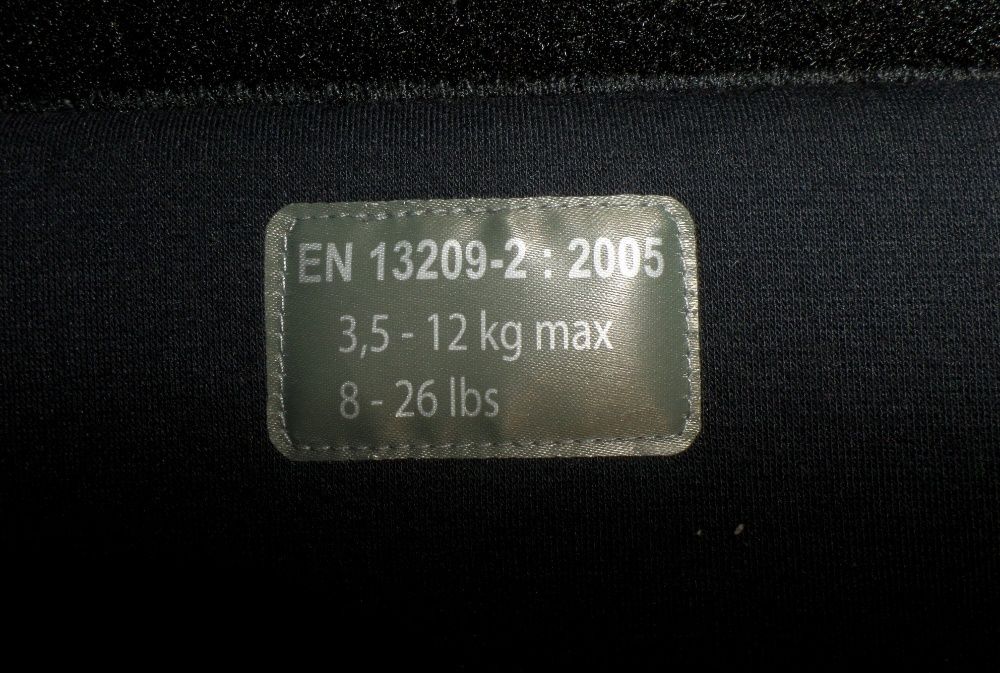 EN 13209-2 : 2005
3,5 - 12 kg max
8 - 26 lbs